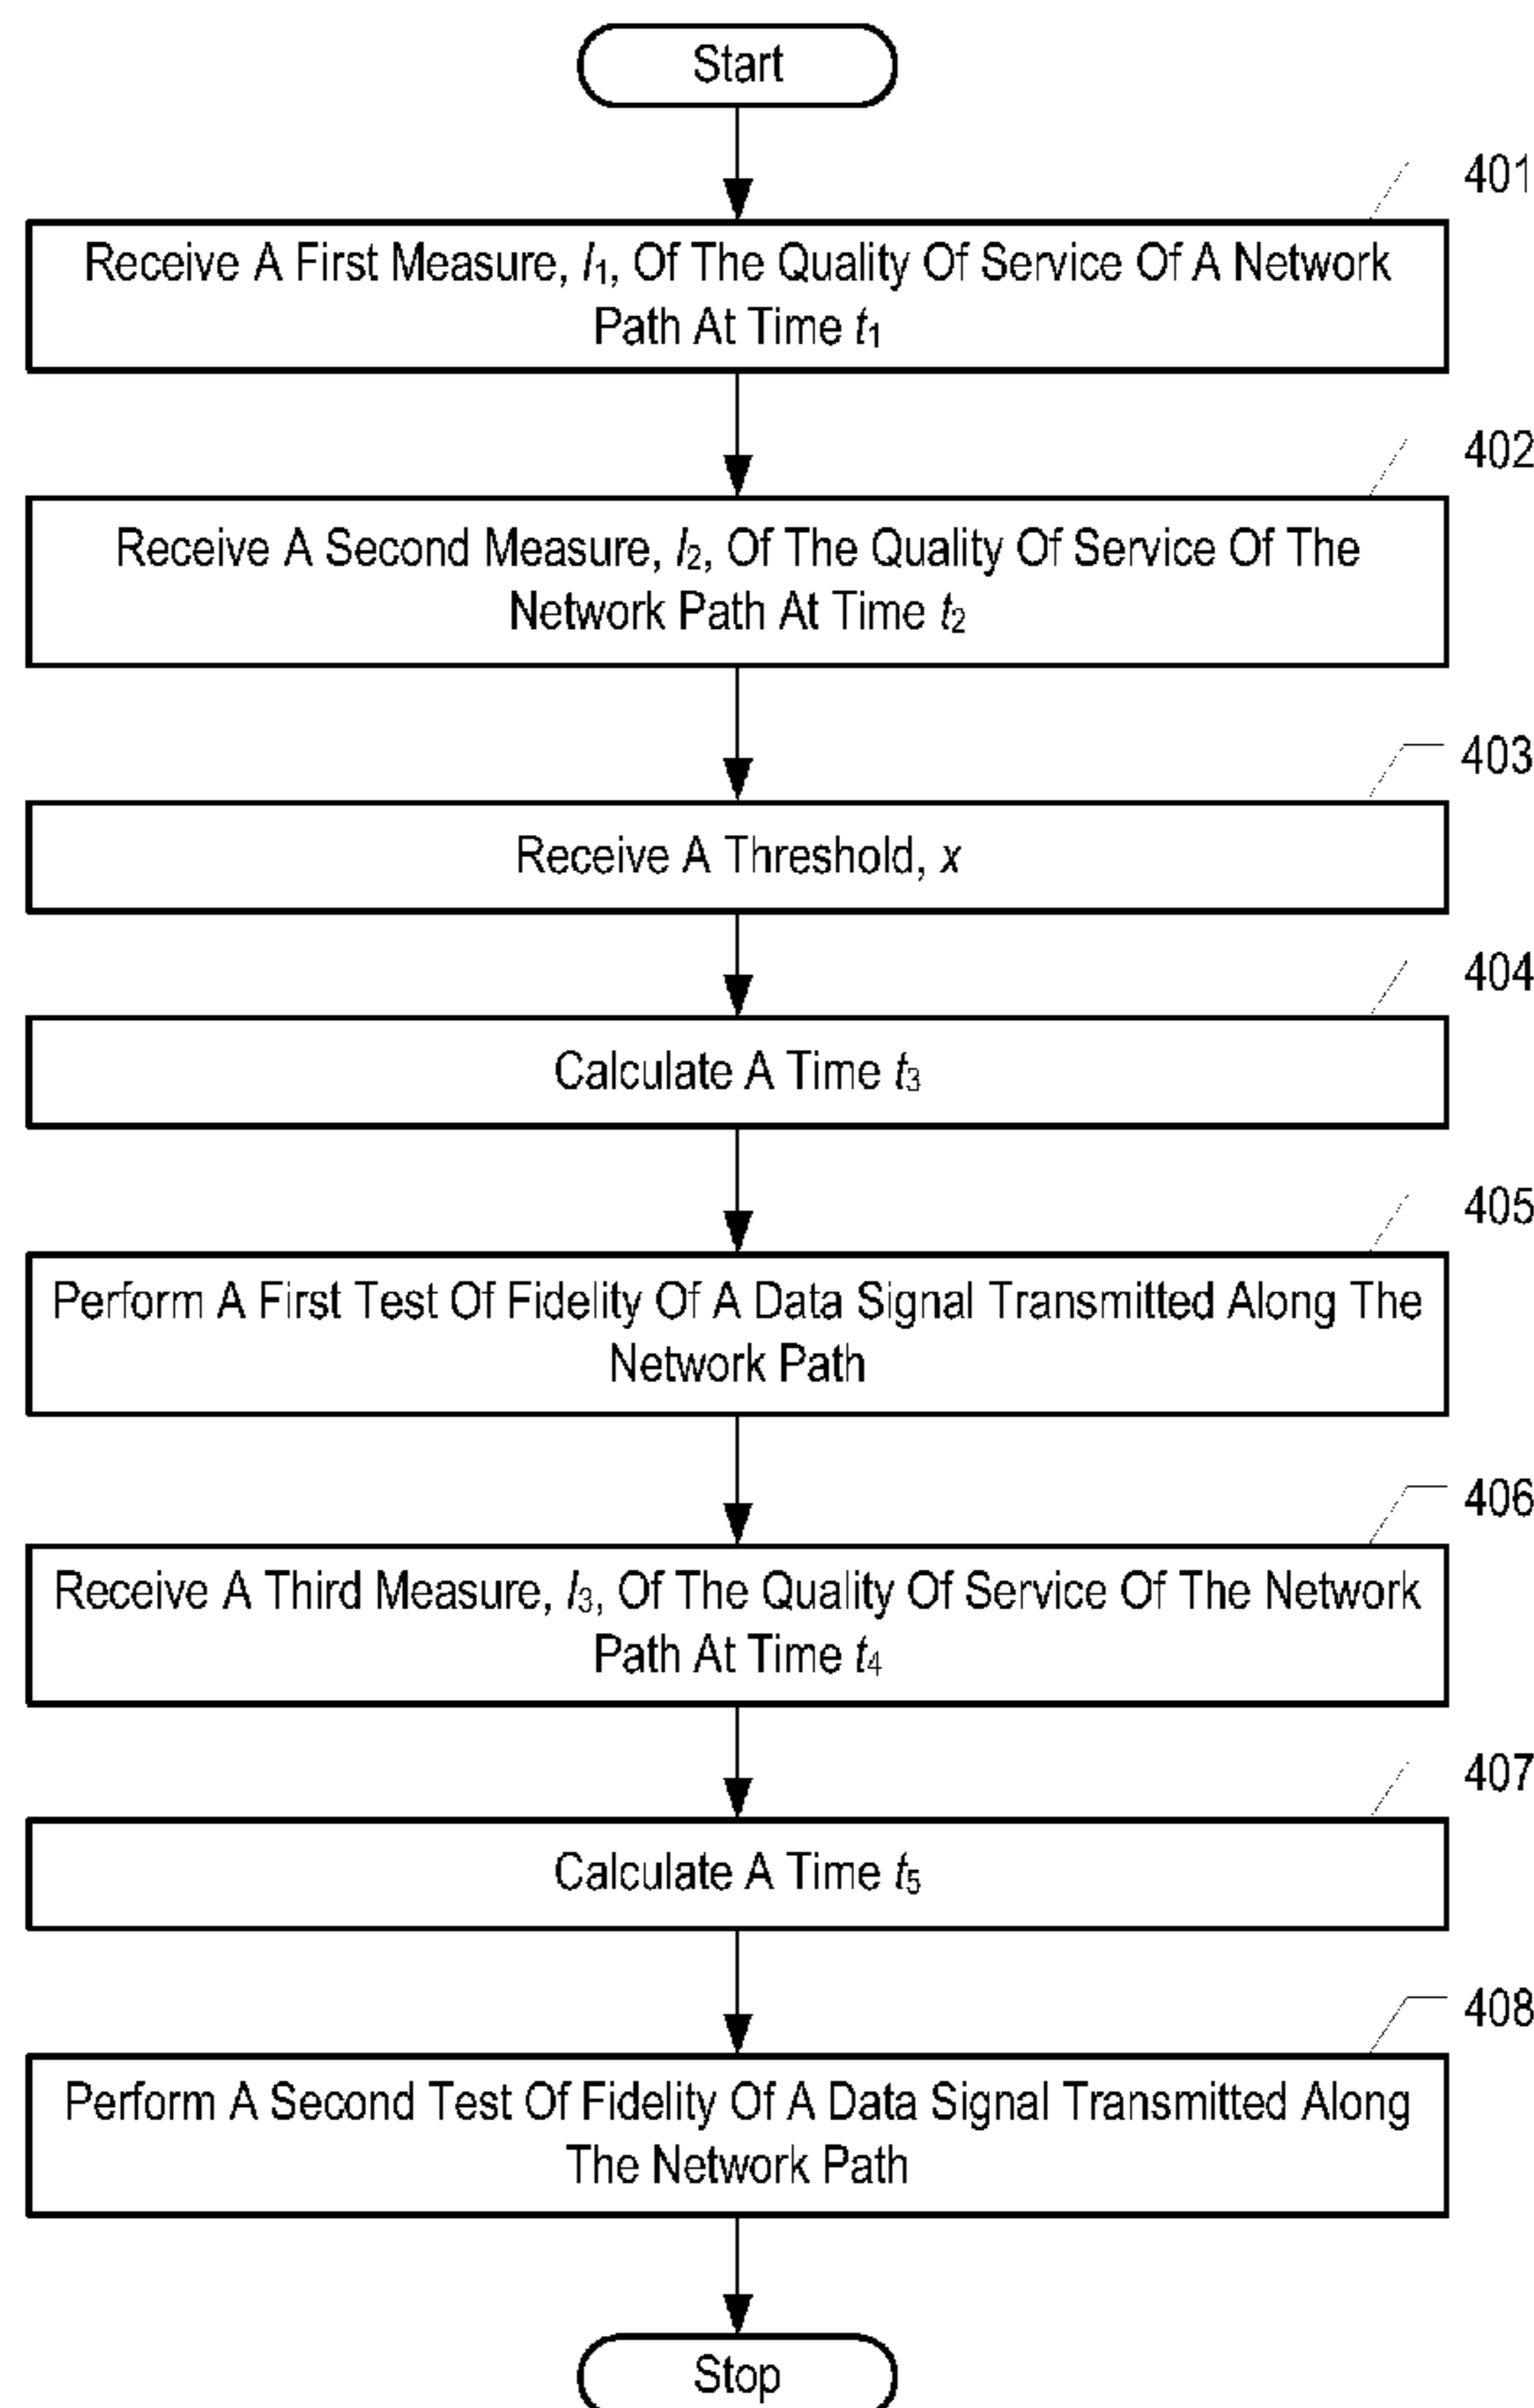 Start
401
Receive A First Measure, l₁, Of The Quality Of Service Of A Network
Path At Time t₁
402
Receive A Second Measure, l₂, Of The Quality Of Service Of The
Network Path At Time t₂
403
Receive A Threshold, x
404
Calculate A Time t₃
405
Perform A First Test Of Fidelity Of A Data Signal Transmitted Along The
Network Path
406
Receive A Third Measure, l₃, Of The Quality Of Service Of The Network
Path At Time t₄
407
Calculate A Time t₅
408
Perform A Second Test Of Fidelity Of A Data Signal Transmitted Along
The Network Path
Stop